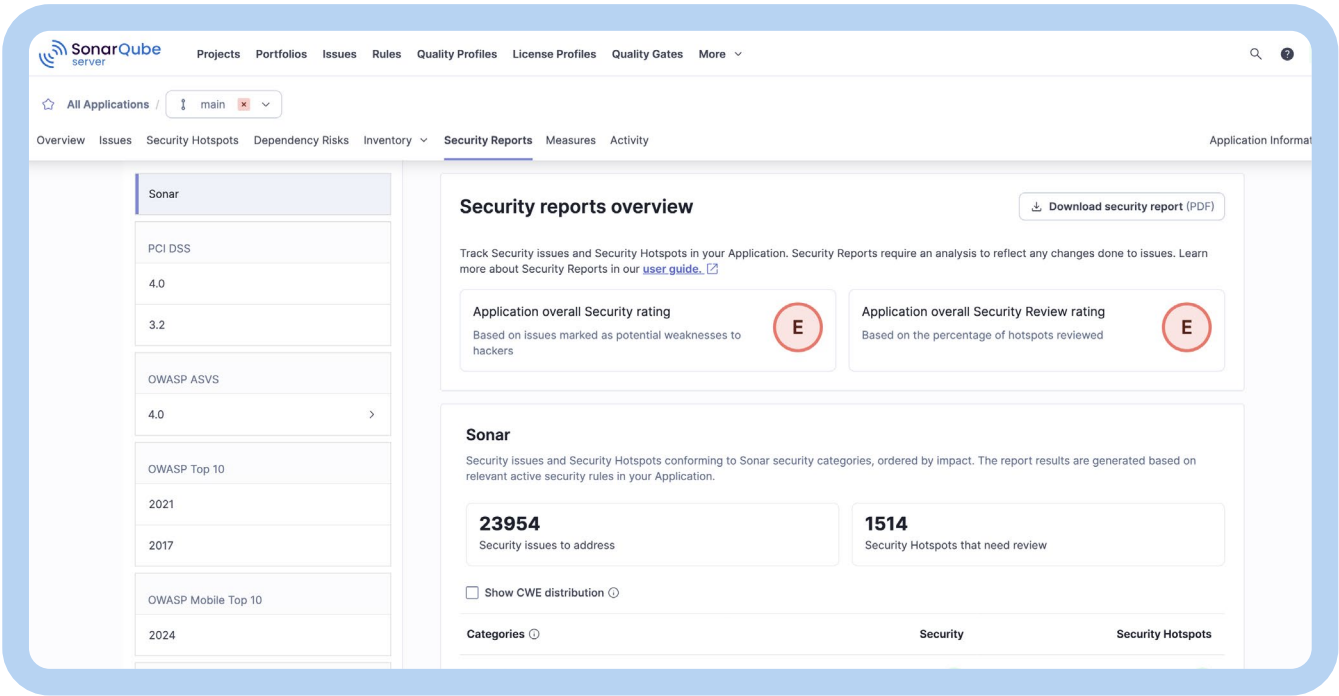 SonarQube
server
Projects Portfolios Issues Rules Quality Profiles License Profiles Quality Gates More
?
All Applications / main ×
Overview Issues Security Hotspots Dependency Risks Inventory Security Reports Measures Activity
Application Informat
Sonar
PCI DSS
4.0
3.2
OWASP ASVS
4.0
OWASP Top 10
2021
2017
OWASP Mobile Top 10
2024
Security reports overview
Download security report (PDF)
Track Security issues and Security Hotspots in your Application. Security Reports require an analysis to reflect any changes done to issues. Learn
more about Security Reports in our user guide.
Application overall Security rating
Based on issues marked as potential weaknesses to
hackers
E
Application overall Security Review rating
Based on the percentage of hotspots reviewed
E
Sonar
Security issues and Security Hotspots conforming to Sonar security categories, ordered by impact. The report results are generated based on
relevant active security rules in your Application.
23954
Security issues to address
1514
Security Hotspots that need review
Show CWE distribution
Categories Security Security Hotspots